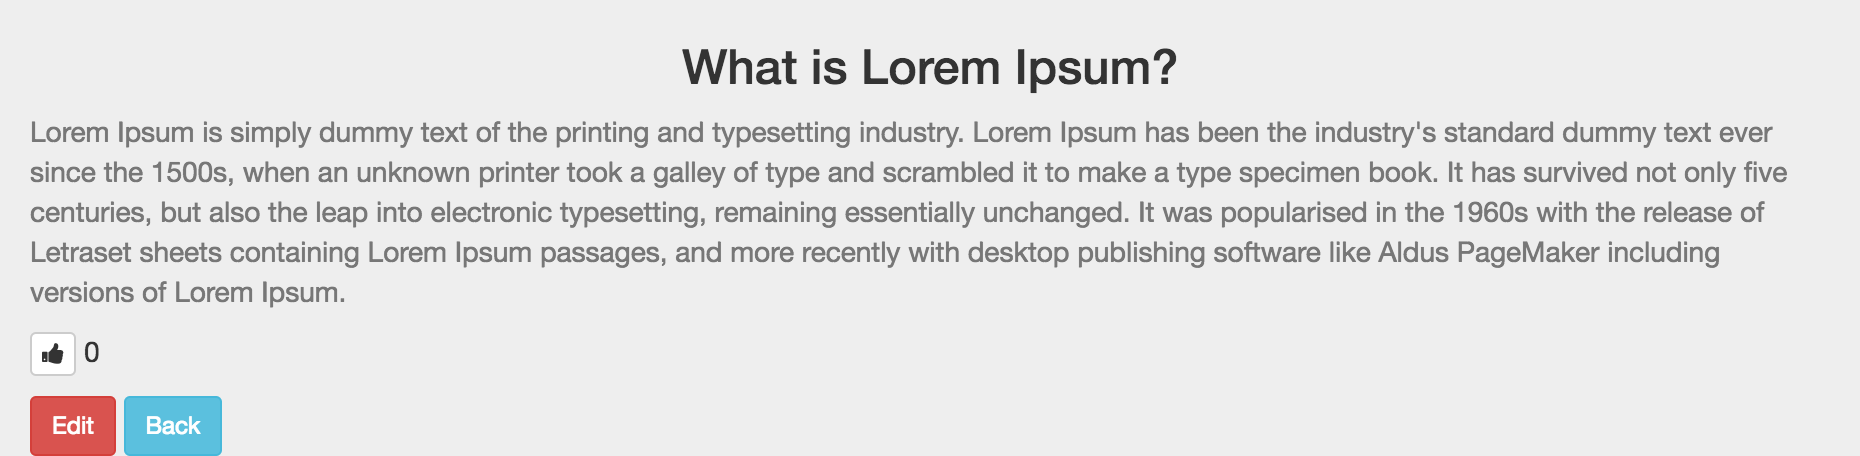 What is Lorem Ipsum?
Lorem Ipsum is simply dummy text of the printing and typesetting industry. Lorem Ipsum has been the industry's standard dummy text ever
since the 1500s, when an unknown printer took a galley of type and scrambled it to make a type specimen book. It has survived not only five
centuries, but also the leap into electronic typesetting, remaining essentially unchanged. It was popularised in the 1960s with the release of
Letraset sheets containing Lorem Ipsum passages, and more recently with desktop publishing software like Aldus PageMaker including
versions of Lorem Ipsum.
0
Edit Back